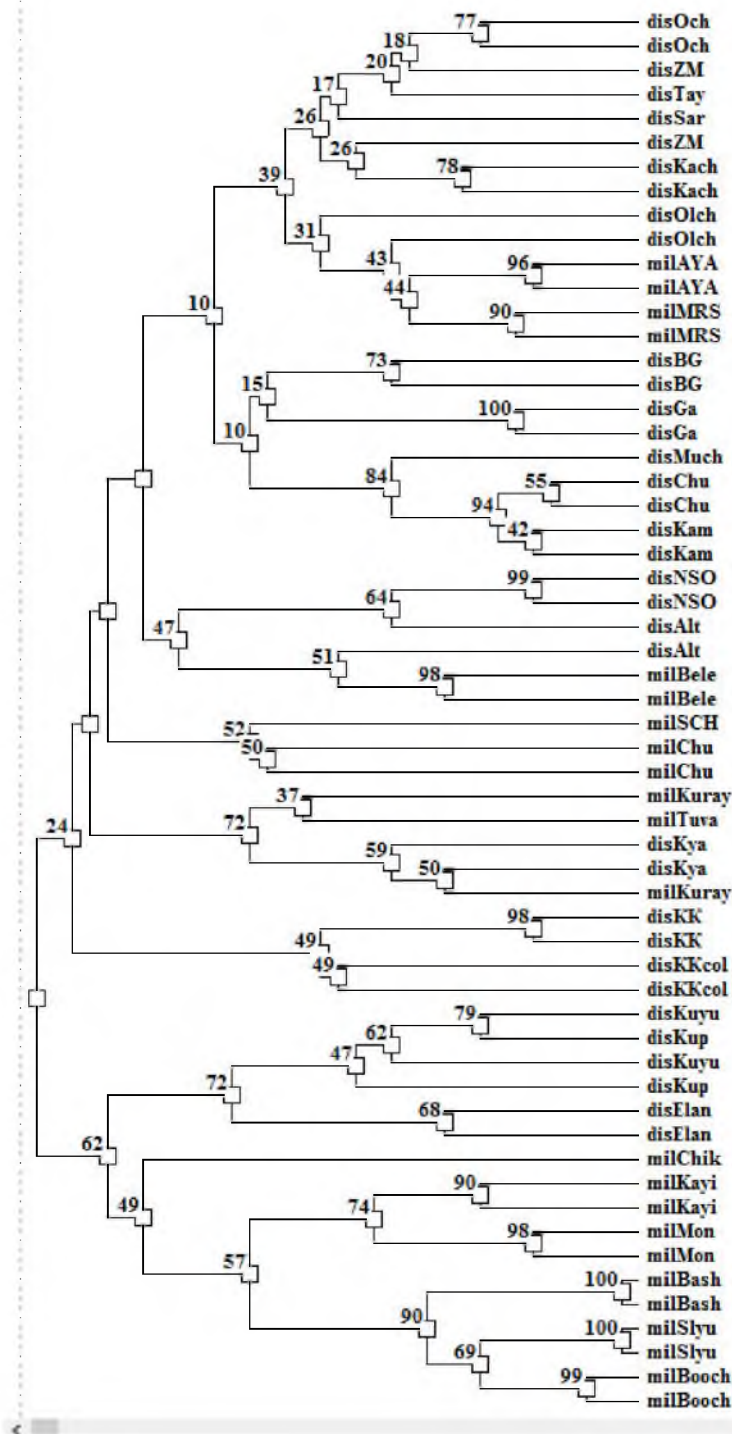 77
disOch
18
disOch
20
disZM
17
disTay
26
disSar
26
disZM
39
78
disKach
disKach
31
disOlch
43
disOlch
96
milAYA
44
milAYA
10
90
milMRS
milMRS
73
disBG
15
disBG
100
disGa
10
disGa
84
disMuch
55
disChu
94
disChu
42
disKam
disKam
99
disNSO
64
disNSO
47
disAlt
51
disAlt
98
milBele
milBele
52
milSCH
50
milChu
milChu
37
milKuray
24
72
milTuva
59
disKya
50
disKya
milKuray
98
disKK
49
disKK
49
disKKcol
disKKcol
79
disKuyu
62
disKup
47
disKuyu
72
disKup
68
disElan
62
disElan
49
milChik
90
milKayi
74
milKayi
98
milMon
57
milMon
100
milBash
90
milBash
100
milSlyu
69
milSlyu
99
milBooch
milBooch